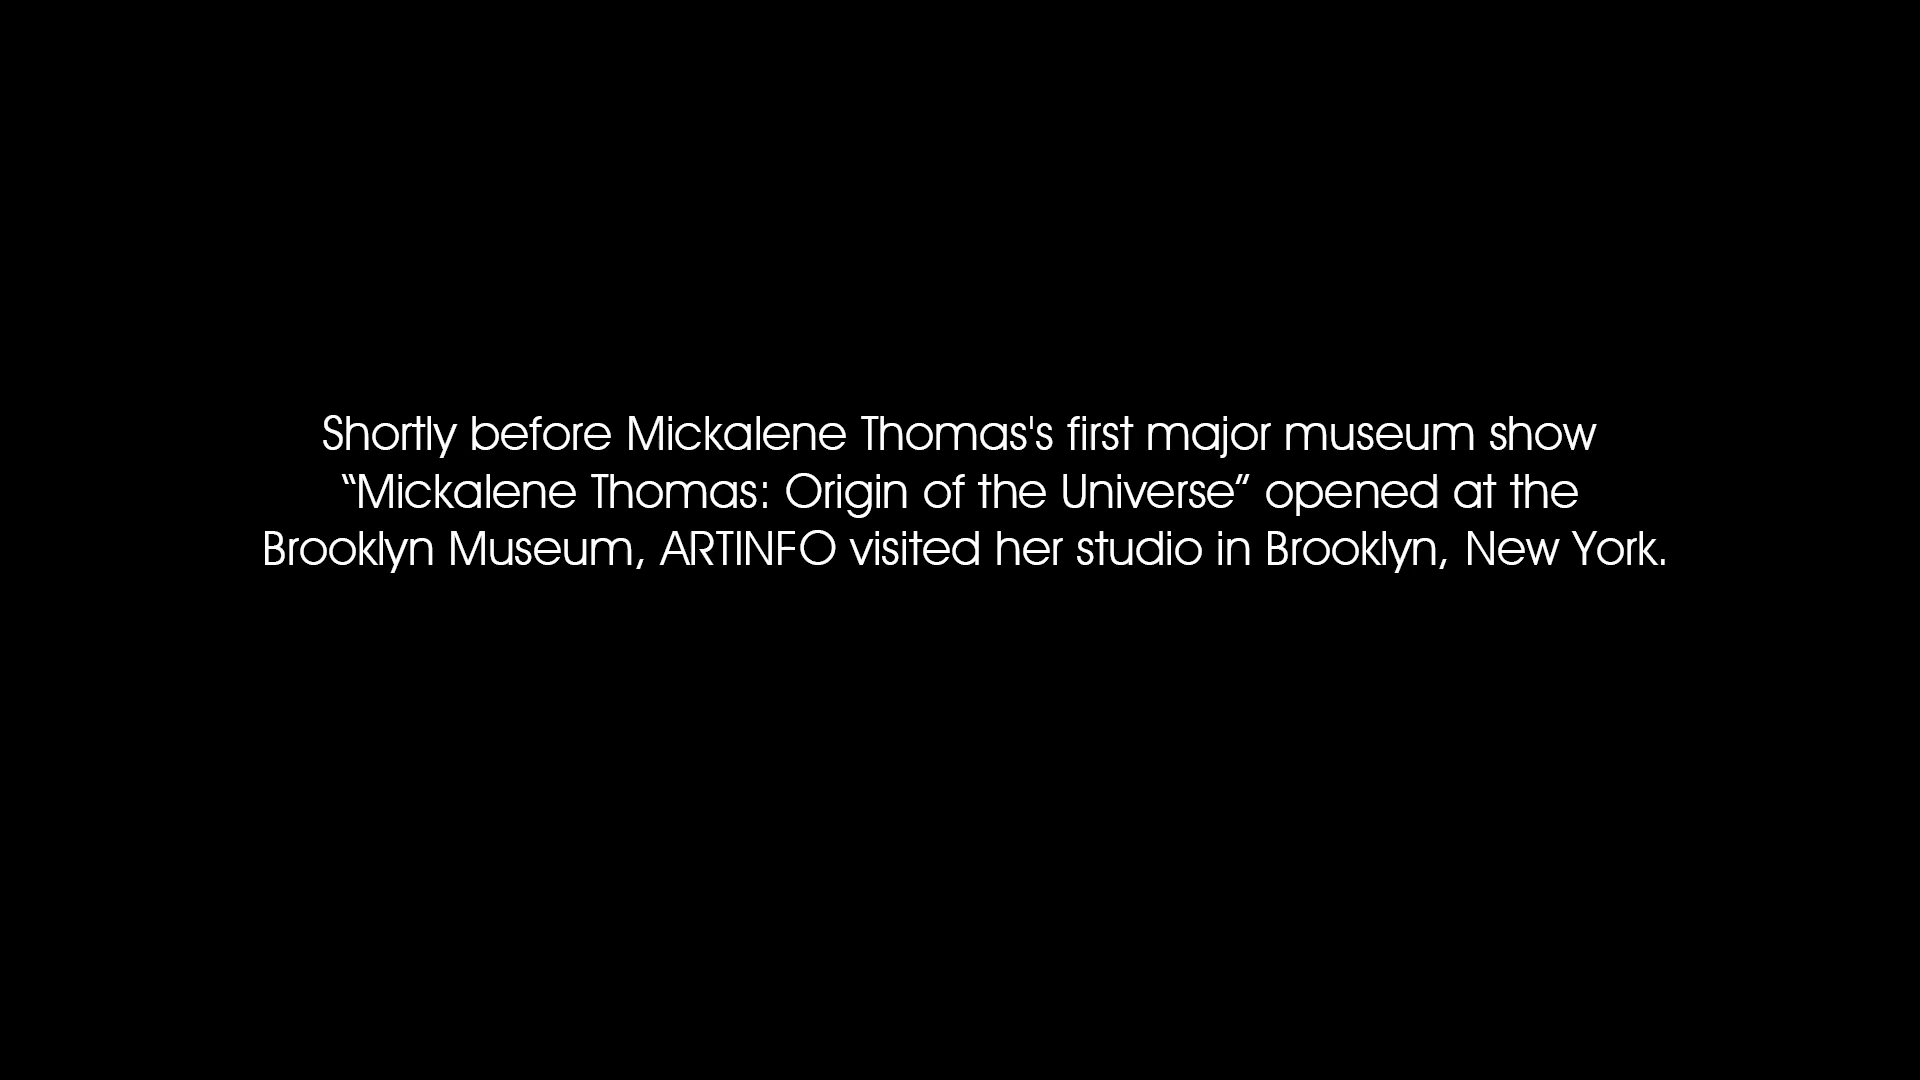 Shortly before Mickalene Thomas's first major museum show
“Mickalene Thomas: Origin of the Universe” opened at the
Brooklyn Museum, ARTINFO visited her studio in Brooklyn, New York.